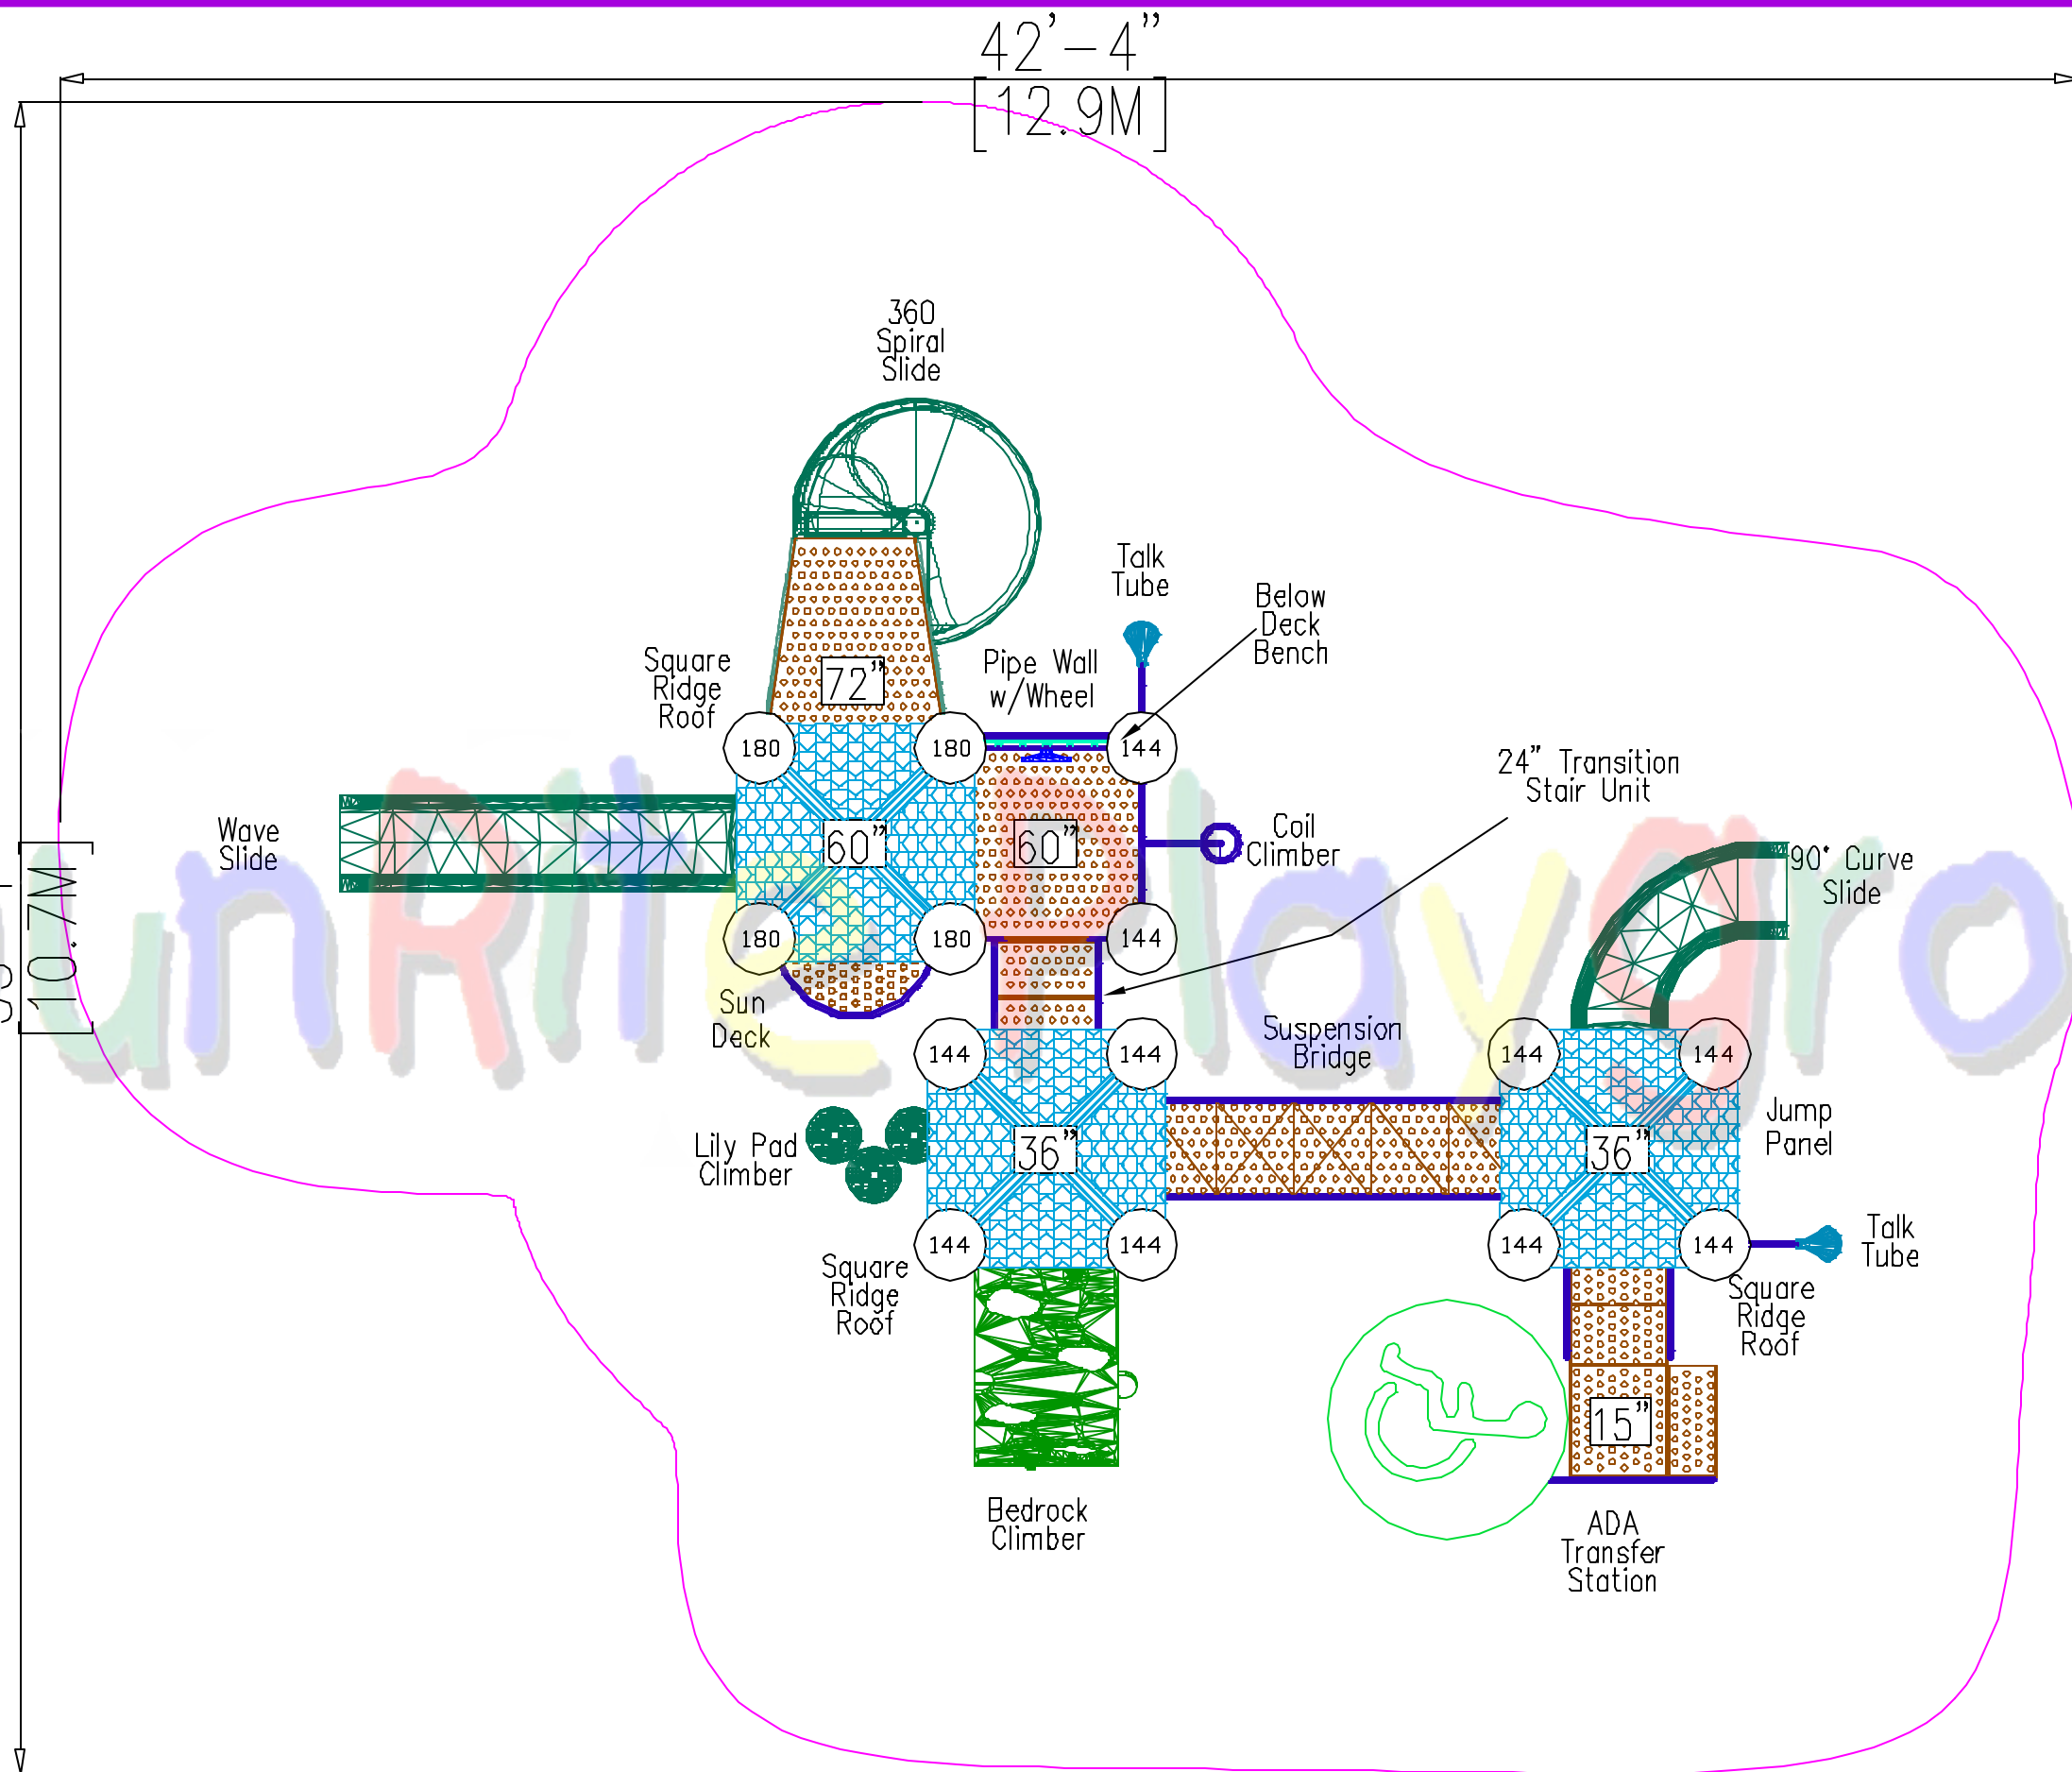 42'-4"
[12.9M]
360
Spiral
Slide
Talk
Tube
Below
Deck
Bench
Square
Ridge
Roof
Pipe Wall
w/Wheel
72"
180
180
144
24" Transition
Stair Unit
Wave
Slide
60"
60"
Coil
Climber
90° Curve
Slide
10.7M
180
180
144
Sun
Deck
Suspension
Bridge
144
144
144
144
Jump
Panel
Lily Pad
Climber
36"
36"
144
144
144
144
Talk
Tube
Square
Ridge
Roof
Square
Ridge
Roof
15"
Bedrock
Climber
ADA
Transfer
Station
unRite Playgro